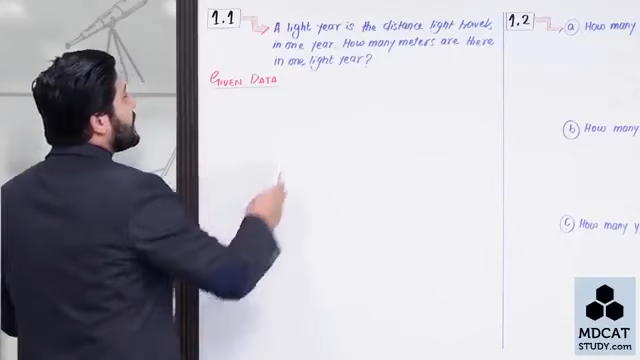 1.1
A light year is the distance light travels
in one year. How many meters are there
in one light year?
GIVEN DATA
1.2
a How many
b How many
c How many y
MDCAT
STUDY.com